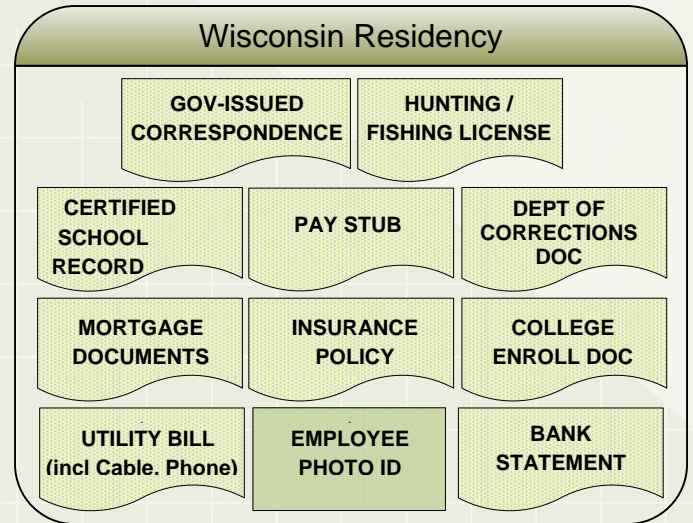 Wisconsin Residency
GOV-ISSUED
CORRESPONDENCE
HUNTING /
FISHING LICENSE
CERTIFIED
SCHOOL
RECORD
PAY STUB
DEPT OF
CORRECTIONS
DOC
MORTGAGE
DOCUMENTS
INSURANCE
POLICY
COLLEGE
ENROLL DOC
UTILITY BILL
(incl Cable. Phone)
EMPLOYEE
PHOTO ID
BANK
STATEMENT